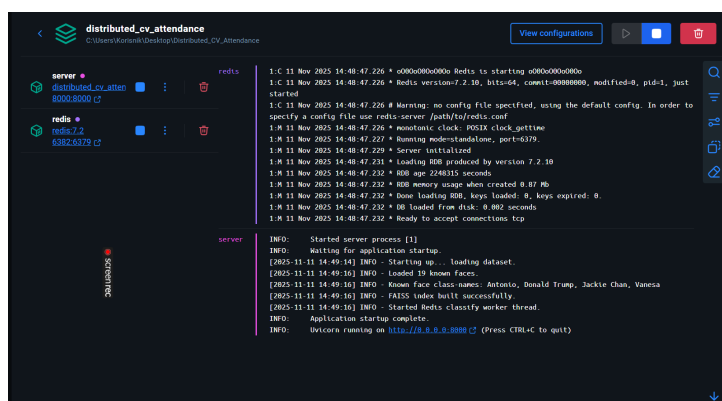 distributed_cv_attendance
C:\Users\Korisnik\Desktop\Distributed_CV_Attendance
View configurations
server
distributed_cv_atten
8000:8000
redis
redis:7.2
6382:6379
screenrec
redis
1:C 11 Nov 2025 14:48:47.226 * oO0OoO0OoO0Oo Redis is starting oO0OoO0OoO0Oo
1:C 11 Nov 2025 14:48:47.226 * Redis version=7.2.10, bits=64, commit=00000000, modified=0, pid=1, just
started
1:C 11 Nov 2025 14:48:47.226 # Warning: no config file specified, using the default config. In order to
specify a config file use redis-server /path/to/redis.conf
1:M 11 Nov 2025 14:48:47.226 * monotonic clock: POSIX clock_gettime
1:M 11 Nov 2025 14:48:47.227 * Running mode=standalone, port=6379.
1:M 11 Nov 2025 14:48:47.229 * Server initialized
1:M 11 Nov 2025 14:48:47.231 * Loading RDB produced by version 7.2.10
1:M 11 Nov 2025 14:48:47.232 * RDB age 2248315 seconds
1:M 11 Nov 2025 14:48:47.232 * RDB memory usage when created 0.87 Mb
1:M 11 Nov 2025 14:48:47.232 * Done loading RDB, keys loaded: 0, keys expired: 0.
1:M 11 Nov 2025 14:48:47.232 * DB loaded from disk: 0.002 seconds
1:M 11 Nov 2025 14:48:47.232 * Ready to accept connections tcp
server
INFO: Started server process [1]
INFO: Waiting for application startup.
[2025-11-11 14:49:14] INFO - Starting up... loading dataset.
[2025-11-11 14:49:16] INFO - Loaded 19 known faces.
[2025-11-11 14:49:16] INFO - Known face class-names: Antonio, Donald Trump, Jackie Chan, Vanesa
[2025-11-11 14:49:16] INFO - FAISS index built successfully.
[2025-11-11 14:49:16] INFO - Started Redis classify worker thread.
INFO: Application startup complete.
INFO: Uvicorn running on http://0.0.0.0:8000 (Press CTRL+C to quit)